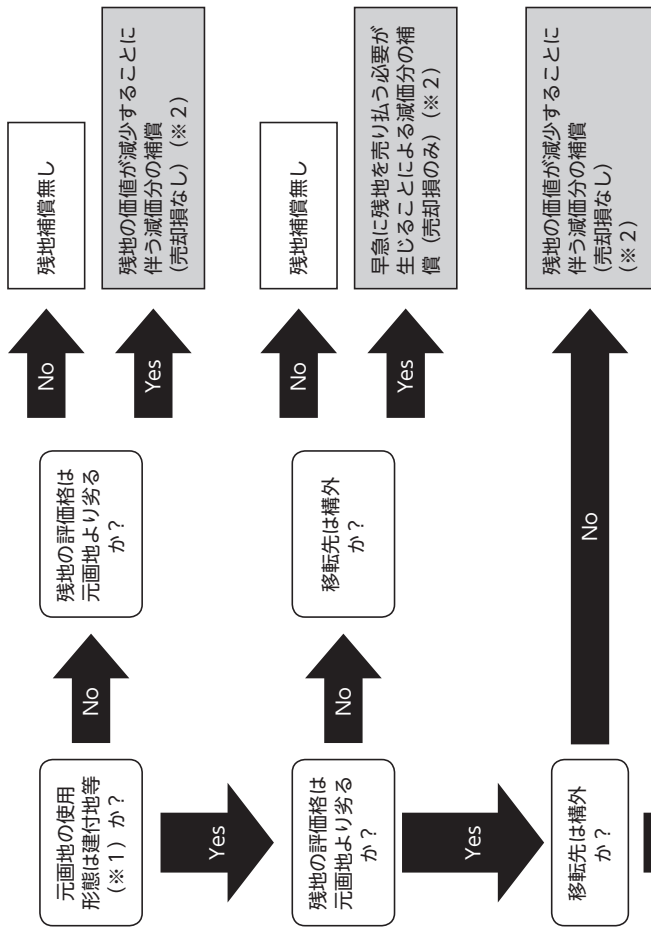 元画地の使用
形態は建付地等
(※1)か?
No
残地の評価格は
元画地より劣る
か?
No
残地補償無し
Yes
残地の価値が減少することに
伴う減価分の補償
(売却損なし)(※2)
Yes
残地の評価格は
元画地より劣る
か?
No
移転先は構外
か?
No
残地補償無し
Yes
早急に残地を売り払う必要が
生じることによる減価分の補
償(売却損のみ)(※2)
Yes
移転先は構外
か?
No
残地の価値が減少することに
伴う減価分の補償
(売却損なし)
(※2)